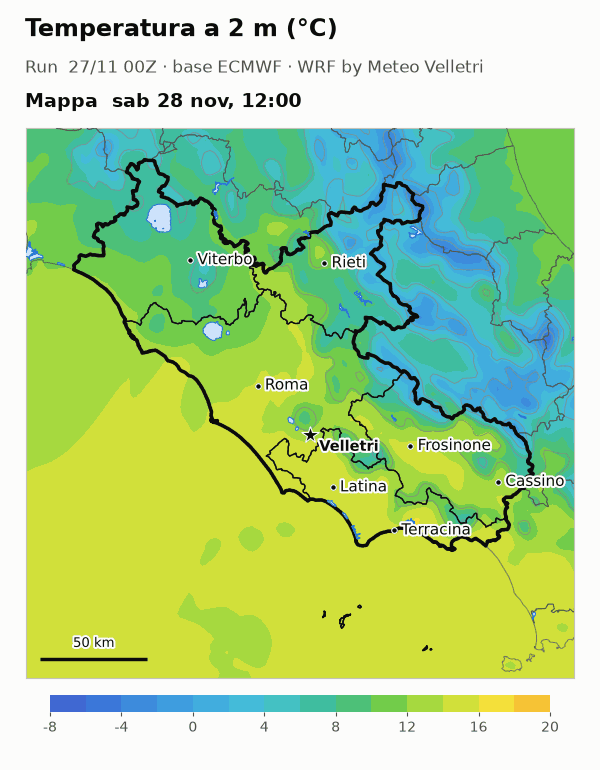 Temperatura a 2 m (°C)
Run  27/11 00Z · base ECMWF · WRF by Meteo Velletri
Mappa  sab 28 nov, 12:00
Viterbo
Rieti
Roma
Velletri
Frosinone
Cassino
Latina
Terracina
50 km
-8 -4 0 4 8 12 16 20